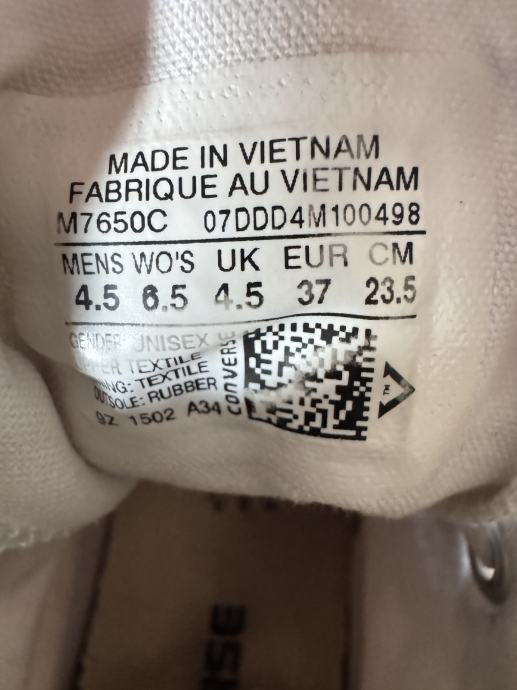 MADE IN VIETNAM
FABRIQUE AU VIETNAM
M7650C 07DDD4M100498
MENS WO'S UK EUR CM
4.5 6.5 4.5 37 23.5
GENDER: UNISEX
UPPER TEXTILE
LINING: TEXTILE
OUTSOLE: RUBBER
9Z 1502 A34
CONVERSE
TM